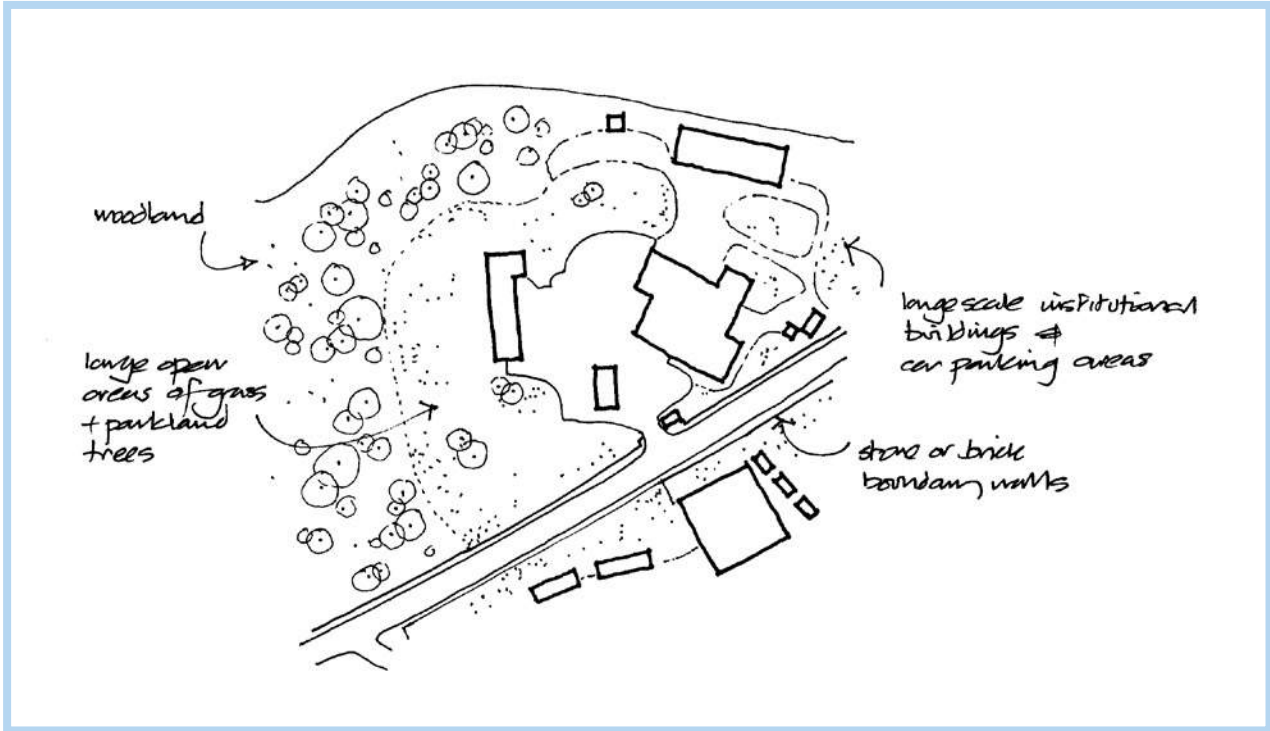 woodland
large open
areas of grass
+ parkland
trees
large scale institutional
buildings &
car parking areas
stone or brick
boundary walls